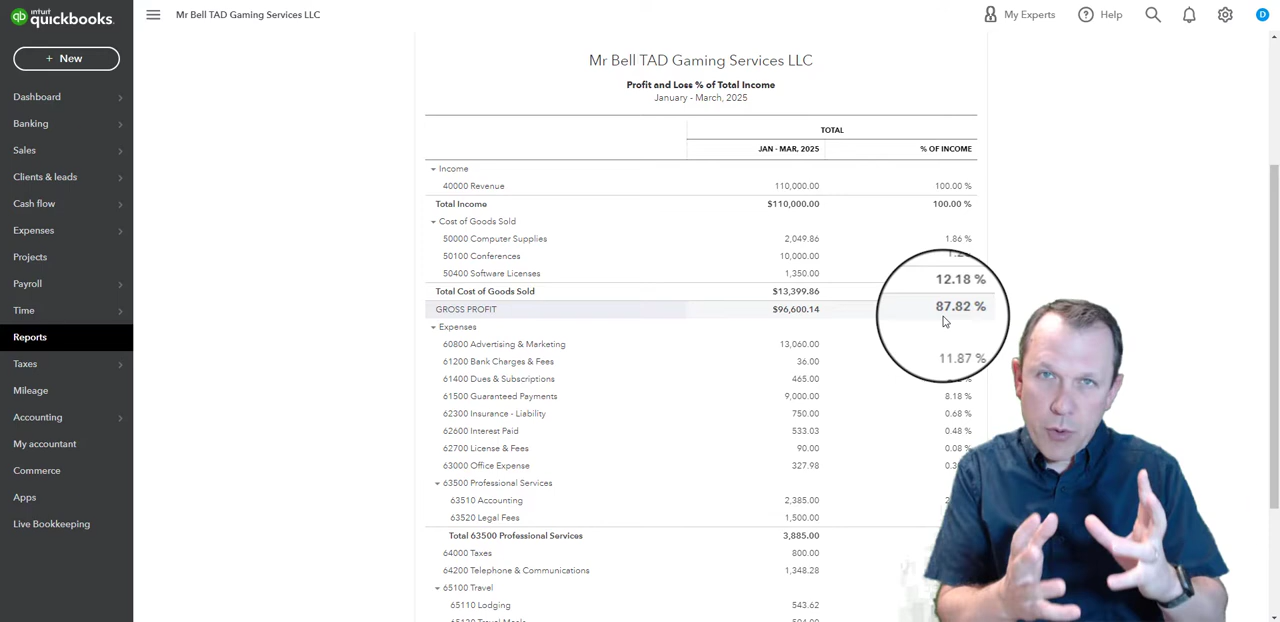 intuit
quickbooks.
Mr Bell TAD Gaming Services LLC
My Experts
Help
D
+ New
Dashboard
Banking
Sales
Clients & leads
Cash flow
Expenses
Projects
Payroll
Time
Reports
Taxes
Mileage
Accounting
My accountant
Commerce
Apps
Live Bookkeeping
Mr Bell TAD Gaming Services LLC
Profit and Loss % of Total Income
January - March, 2025
TOTAL
JAN - MAR, 2025 % OF INCOME
Income
40000 Revenue 110,000.00 100.00 %
Total Income $110,000.00 100.00 %
Cost of Goods Sold
50000 Computer Supplies 2,049.86 1.86 %
50100 Conferences 10,000.00
50400 Software Licenses 1,350.00
Total Cost of Goods Sold $13,399.86 12.18 %
GROSS PROFIT $96,600.14 87.82 %
Expenses
60800 Advertising & Marketing 13,060.00 11.87 %
61200 Bank Charges & Fees 36.00
61400 Dues & Subscriptions 465.00
61500 Guaranteed Payments 9,000.00 8.18 %
62300 Insurance - Liability 750.00 0.68 %
62600 Interest Paid 533.03 0.48 %
62700 License & Fees 90.00 0.08 %
63000 Office Expense 327.98
63500 Professional Services
63510 Accounting 2,385.00
63520 Legal Fees 1,500.00
Total 63500 Professional Services 3,885.00
64000 Taxes 800.00
64200 Telephone & Communications 1,348.28
65100 Travel
65110 Lodging 543.62